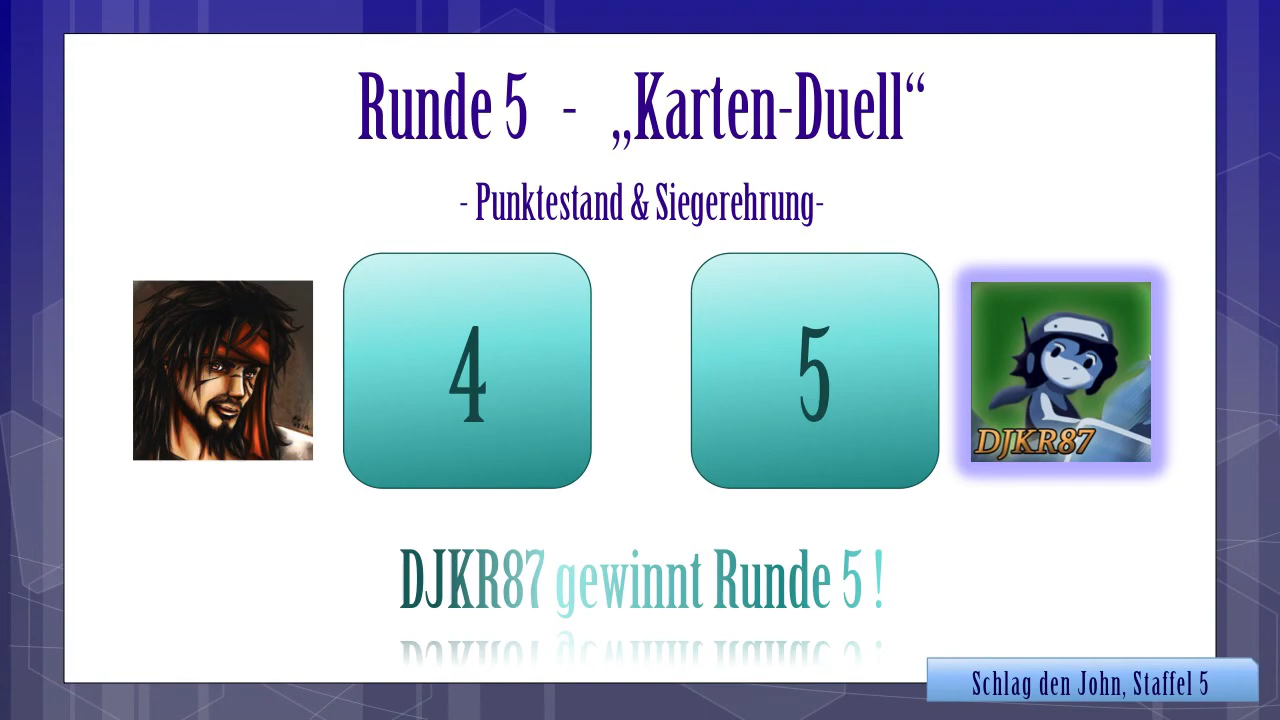 Runde 5 - „Karten-Duell“
- Punktestand & Siegerehrung-
4 5
DJKR87
DJKR87 gewinnt Runde 5 !
Schlag den John, Staffel 5